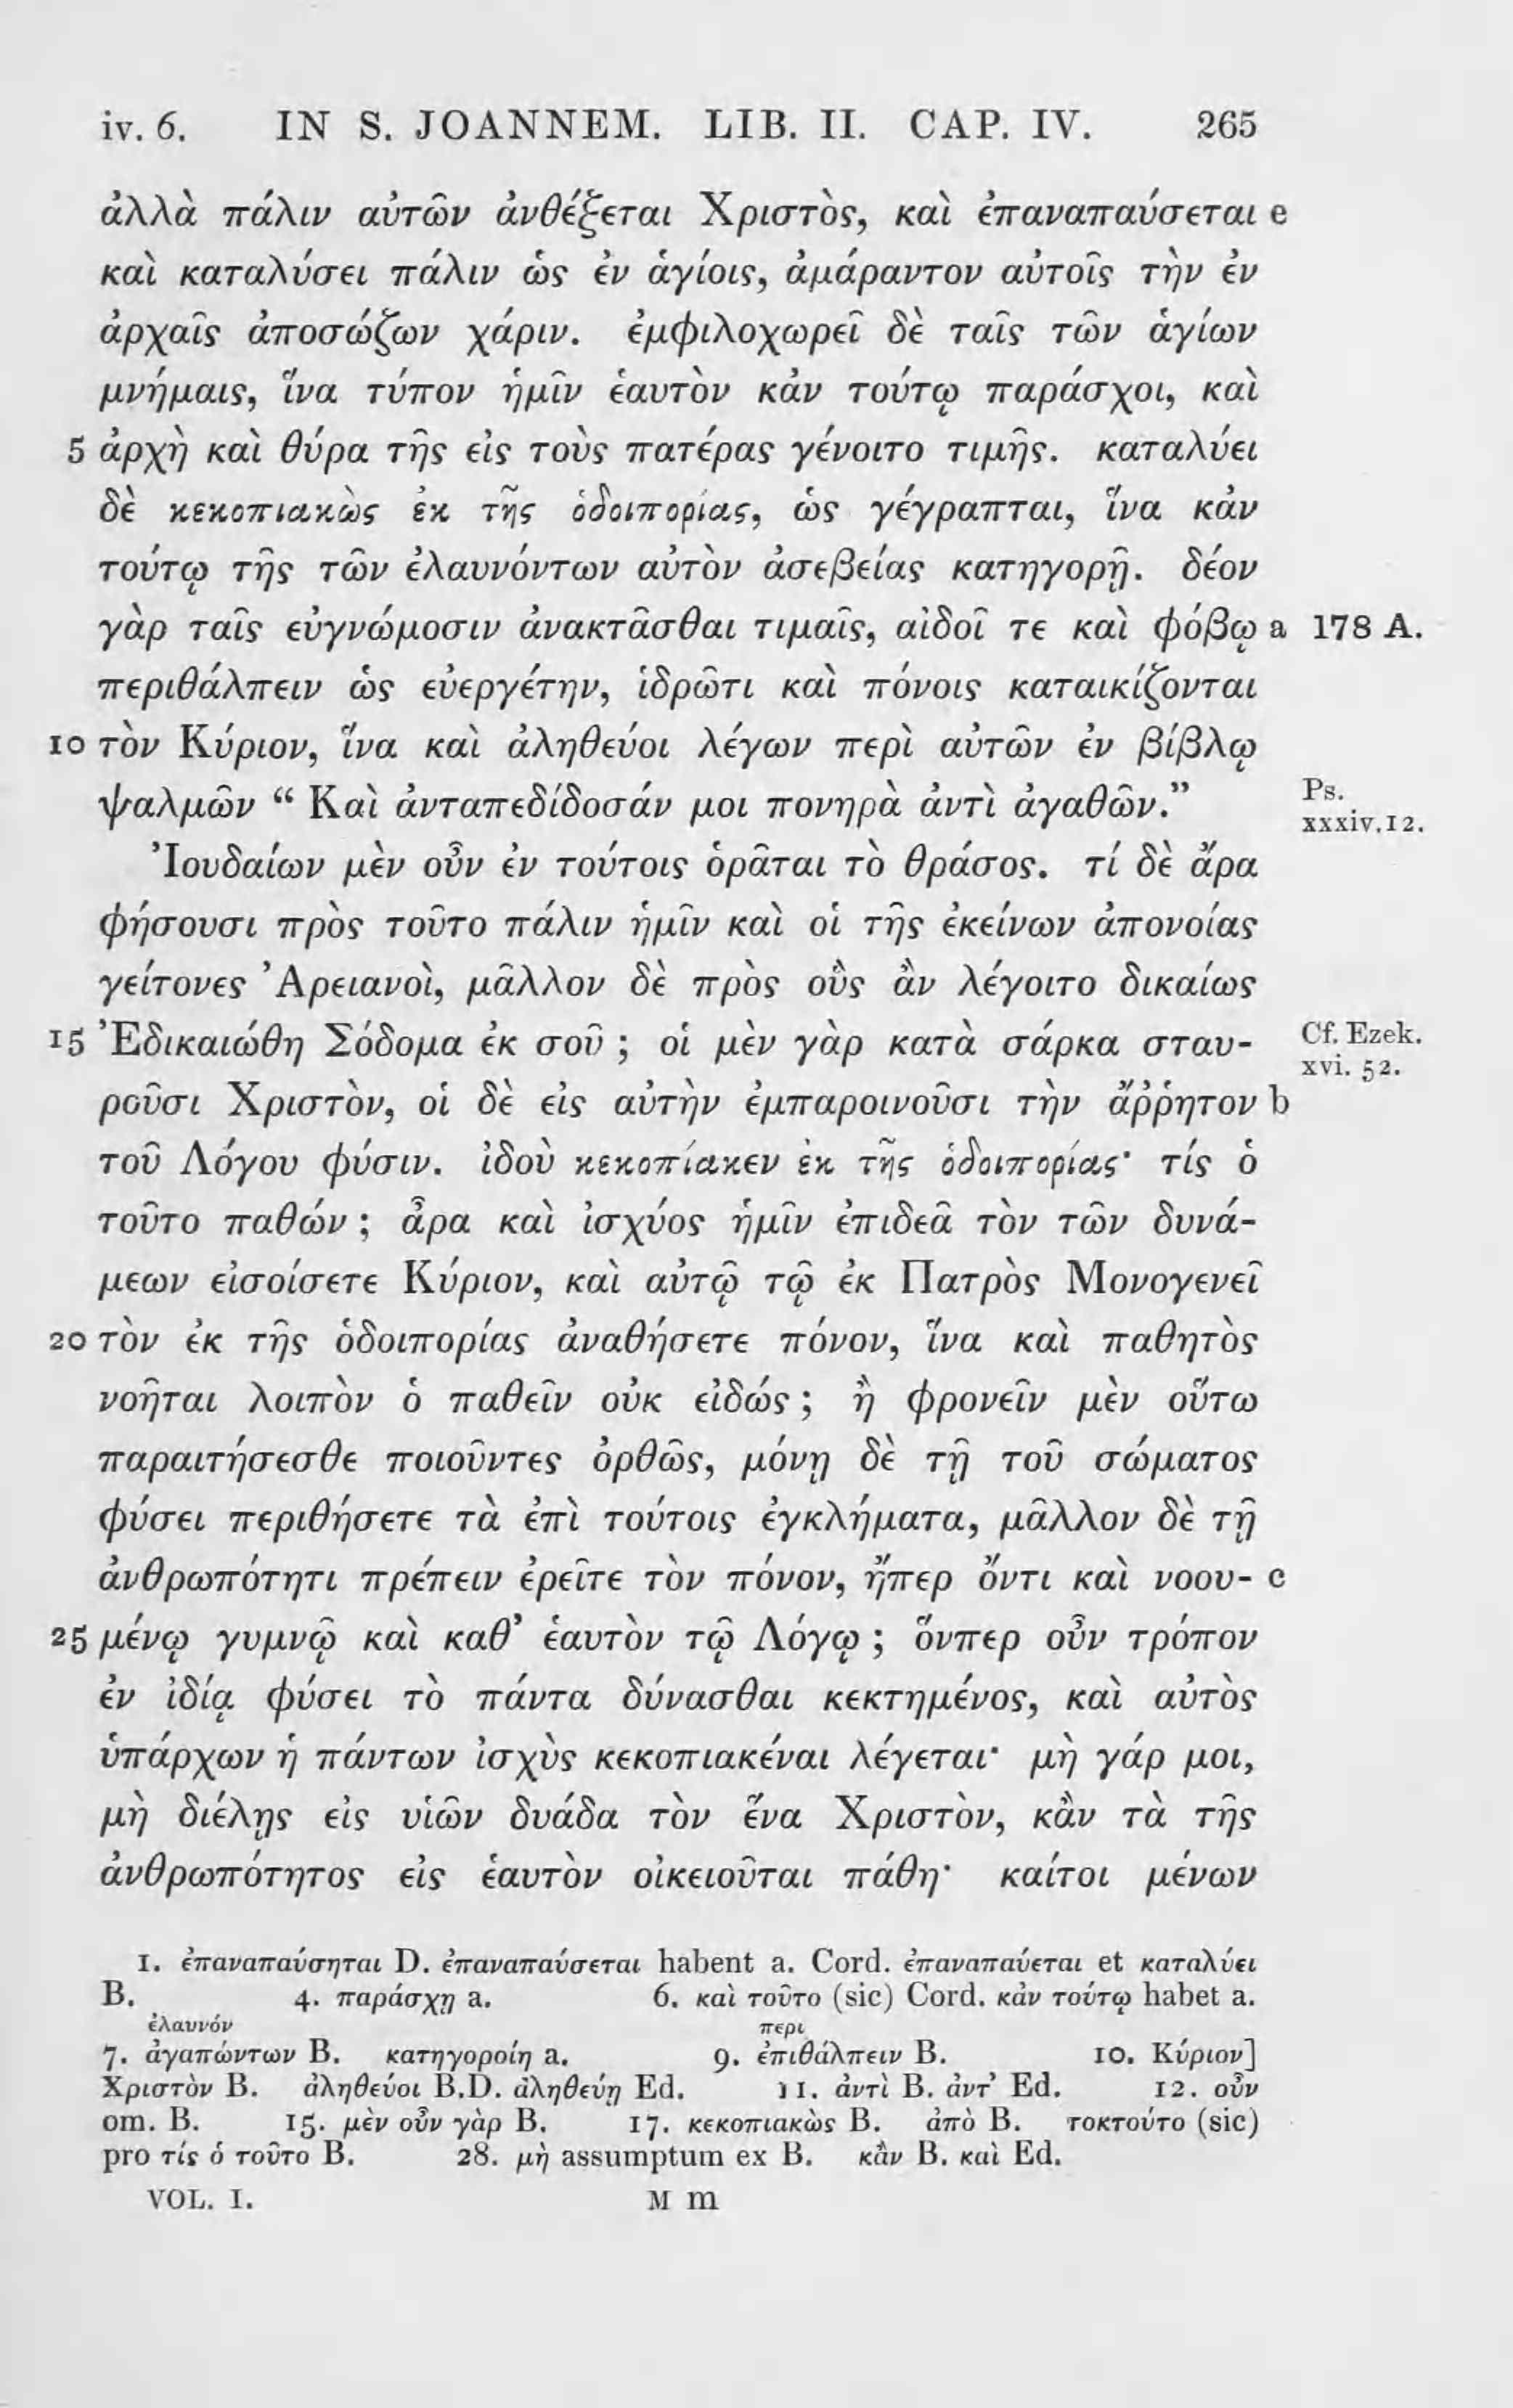 iv. 6. IN S. JOANNEM. LIB. II. CAP. IV. 265
ἀλλὰ πάλιν αὐτῶν ἀνθέξεται Χριστὸς, καὶ ἐπαναπαύσεται e
καὶ καταλύσει πάλιν ὡς ἐν ἁγίοις, ἀμάραντον αὐτοῖς τὴν ἐν
ἀρχαῖς ἀποσώζων χάριν. ἐμφιλοχωρεῖ δὲ ταῖς τῶν ἁγίων
μνήμαις, ἵνα τύπον ἡμῖν ἑαυτὸν κἀν τούτῳ παράσχοι, καὶ
5 ἀρχὴ καὶ θύρα τῆς εἰς τοὺς πατέρας γένοιτο τιμῆς. καταλύει
δὲ κεκοπιακὼς ἐκ τῆς ὁδοιπορίας, ὡς γέγραπται, ἵνα κἀν
τούτῳ τῆς τῶν ἐλαυνόντων αὐτὸν ἀσεβείας κατηγορῇ. δέον
γὰρ ταῖς εὐγνώμοσιν ἀνακτᾶσθαι τιμαῖς, αἰδοῖ τε καὶ φόβῳ a 178 A.
περιθάλπειν ὡς εὐεργέτην, ἱδρῶτι καὶ πόνοις καταικίζονται
10 τὸν Κύριον, ἵνα καὶ ἀληθεύοι λέγων περὶ αὐτῶν ἐν βίβλῳ
ψαλμῶν “ Καὶ ἀνταπεδίδοσάν μοι πονηρὰ ἀντὶ ἀγαθῶν.” Ps. xxxiv.12.
Ἰουδαίων μὲν οὖν ἐν τούτοις ὁρᾶται τὸ θράσος. τί δὲ ἄρα
φήσουσι πρὸς τοῦτο πάλιν ἡμῖν καὶ οἱ τῆς ἐκείνων ἀπονοίας
γείτονες Ἀρειανοὶ, μᾶλλον δὲ πρὸς οὓς ἂν λέγοιτο δικαίως
15 Ἐδικαιώθη Σόδομα ἐκ σοῦ ; οἱ μὲν γὰρ κατὰ σάρκα σταυ- Cf. Ezek. xvi. 52.
ροῦσι Χριστὸν, οἱ δὲ εἰς αὐτὴν ἐμπαροινοῦσι τὴν ἄῤῥητον b
τοῦ Λόγου φύσιν. ἰδοὺ κεκοπίακεν ἐκ τῆς ὁδοιπορίας· τίς ὁ
τοῦτο παθών ; ἆρα καὶ ἰσχύος ἡμῖν ἐπιδεᾶ τὸν τῶν δυνά-
μεων εἰσοίσετε Κύριον, καὶ αὐτῷ τῷ ἐκ Πατρὸς Μονογενεῖ
20 τὸν ἐκ τῆς ὁδοιπορίας ἀναθήσετε πόνον, ἵνα καὶ παθητὸς
νοῆται λοιπὸν ὁ παθεῖν οὐκ εἰδώς ; ἢ φρονεῖν μὲν οὕτω
παραιτήσεσθε ποιοῦντες ὀρθῶς, μόνῃ δὲ τῇ τοῦ σώματος
φύσει περιθήσετε τὰ ἐπὶ τούτοις ἐγκλήματα, μᾶλλον δὲ τῇ
ἀνθρωπότητι πρέπειν ἐρεῖτε τὸν πόνον, ἤπερ ὄντι καὶ νοου- c
25 μένῳ γυμνῷ καὶ καθ’ ἑαυτὸν τῷ Λόγῳ ; ὅνπερ οὖν τρόπον
ἐν ἰδίᾳ φύσει τὸ πάντα δύνασθαι κεκτημένος, καὶ αὐτὸς
ὑπάρχων ἡ πάντων ἰσχὺς κεκοπιακέναι λέγεται· μὴ γάρ μοι,
μὴ διέλῃς εἰς υἱῶν δυάδα τὸν ἕνα Χριστὸν, κἂν τὰ τῆς
ἀνθρωπότητος εἰς ἑαυτὸν οἰκειοῦται πάθη· καίτοι μένων
1. ἐπαναπαύσηται D. ἐπαναπαύσεται habent a. Cord. ἐπαναπαύεται et καταλύει
B. 4. παράσχῃ a. 6. καὶ τοῦτο (sic) Cord. κἀν τούτῳ habet a.
ἐλαυνόν περι
7. ἀγαπώντων B. κατηγοροίη a. 9. ἐπιθάλπειν B. 10. Κύριον]
Χριστὸν B. ἀληθεύοι B.D. ἀληθεύῃ Ed. 11. ἀντὶ B. ἀντ’ Ed. 12. οὖν
om. B. 15. μὲν οὖν γὰρ B. 17. κεκοπιακὼς B. ἀπὸ B. τοκτούτο (sic)
pro τίς ὁ τοῦτο B. 28. μὴ assumptum ex B. κἂν B. καὶ Ed.
VOL. I. M m